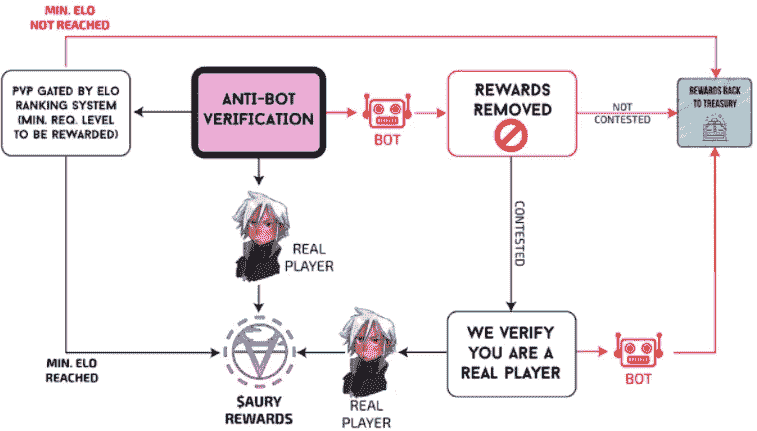 MIN. ELO
NOT REACHED
PVP GATED BY ELO
RANKING SYSTEM
(MIN. REQ. LEVEL
TO BE REWARDED)
ANTI-BOT
VERIFICATION
BOT
REWARDS
REMOVED
NOT
CONTESTED
REWARDS BACK
TO TREASURY
REAL
PLAYER
CONTESTED
MIN. ELO
REACHED
$AURY
REWARDS
REAL
PLAYER
WE VERIFY
YOU ARE A
REAL PLAYER
BOT